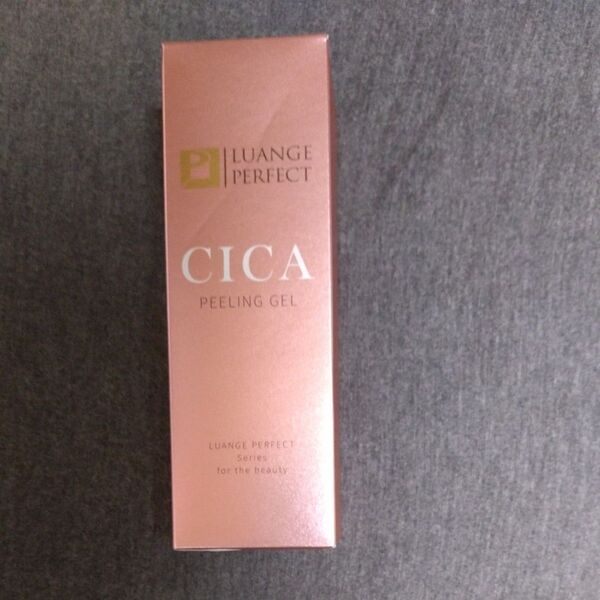 LUANGE
PERFECT
CICA
PEELING GEL
LUANGE PERFECT
Series
for the beauty